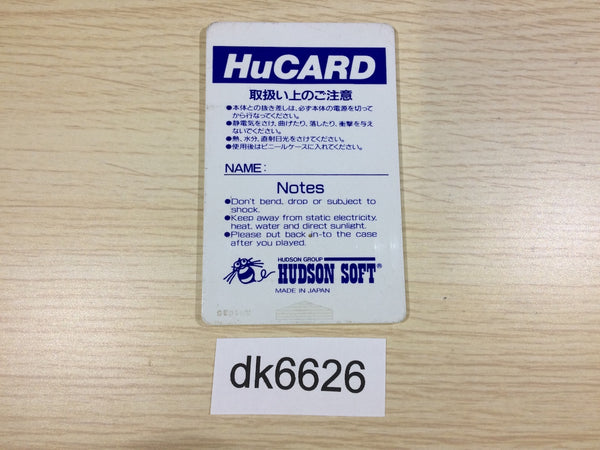 HuCARD
取扱い上のご注意
●本体との抜き差しは、必ず本体の電源を切って
から行なってください。
●静電気をさけ、曲げたり、落したり、衝撃を与え
ないでください。
●熱、水分、直射日光をさけてください。
●使用後はビニールケースに入れてください。
NAME:
Notes
●Don't bend, drop or subject to
shock.
●Keep away from static electricity,
heat, water and direct sunlight.
●Please put back in-to the case
after you played.
HUDSON GROUP
HUDSON SOFT®
MADE IN JAPAN
dk6626